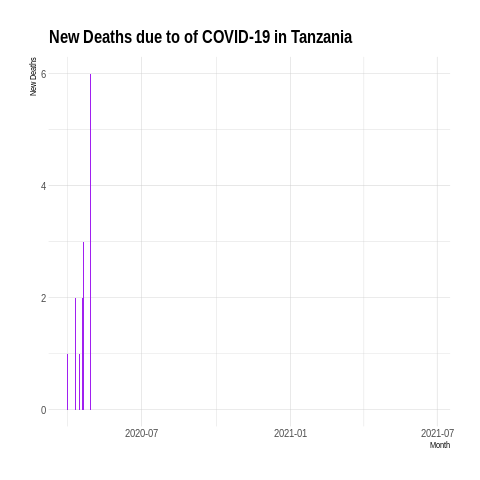 New Deaths due to of COVID-19 in Tanzania
New Deaths
6
4
2
0
2020-07
2021-01
2021-07
Month